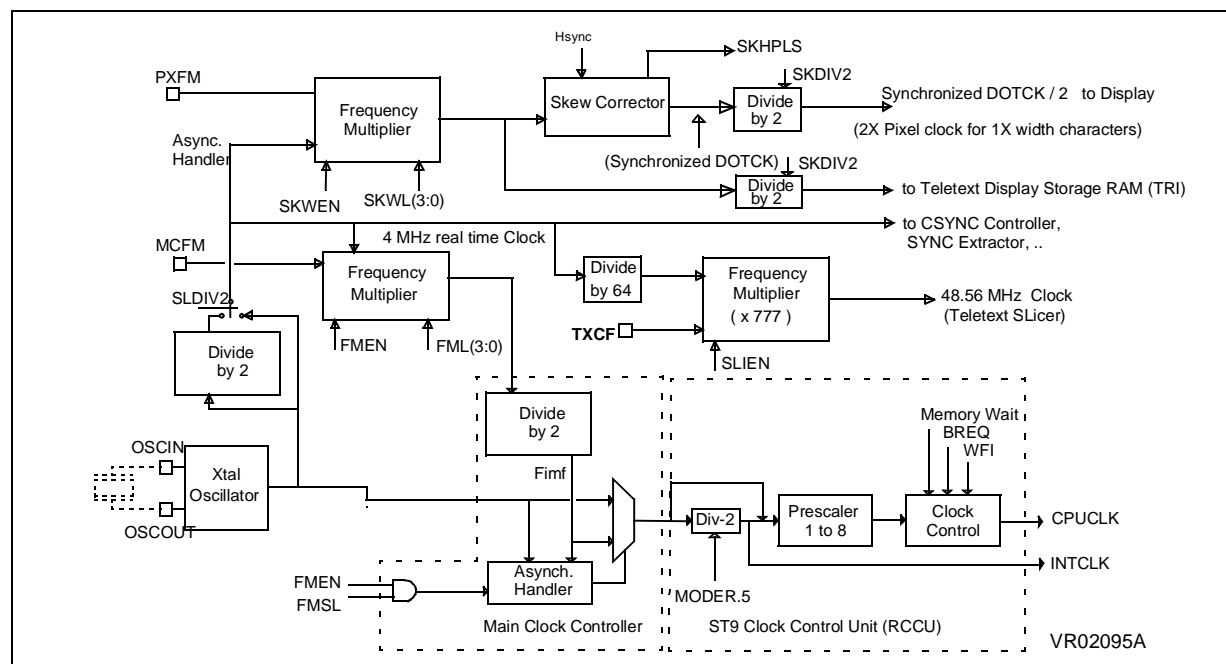 Hsync
SKHPLS
PXFM
SKDIV2
Frequency
Multiplier
Skew Corrector
Divide
by 2
Synchronized DOTCK / 2 to Display
(2X Pixel clock for 1X width characters)
Async.
Handler
(Synchronized DOTCK)
SKDIV2
Divide
by 2
to Teletext Display Storage RAM (TRI)
SKWEN
SKWL(3:0)
to CSYNC Controller,
SYNC Extractor, ..
MCFM
4 MHz real time Clock
Frequency
Multiplier
Divide
by 64
Frequency
Multiplier
( x 777 )
48.56 MHz Clock
(Teletext SLicer)
SLDIV2
TXCF
Divide
by 2
FMEN
FML(3:0)
SLIEN
Divide
by 2
Memory Wait
BREQ
WFI
OSCIN
Xtal
Oscillator
OSCOUT
Fimf
Div-2
Prescaler
1 to 8
Clock
Control
CPUCLK
INTCLK
FMEN
FMSL
Asynch.
Handler
MODER.5
Main Clock Controller
ST9 Clock Control Unit (RCCU)
VR02095A